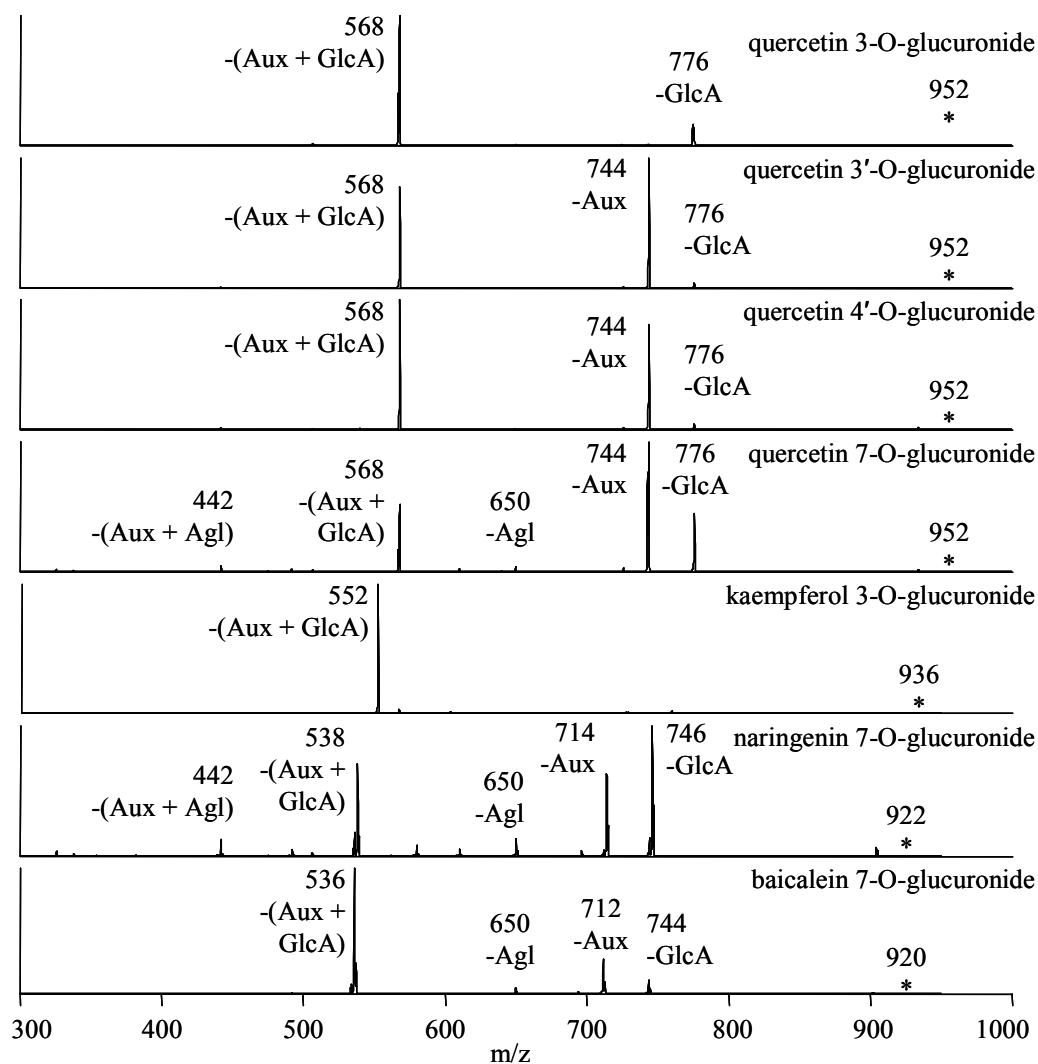 568
-(Aux + GlcA)
776
-GlcA
quercetin 3-O-glucuronide
952
*
568
-(Aux + GlcA)
744
-Aux
776
-GlcA
quercetin 3′-O-glucuronide
952
*
568
-(Aux + GlcA)
744
-Aux
776
-GlcA
quercetin 4′-O-glucuronide
952
*
442
-(Aux + Agl)
568
-(Aux +
GlcA)
650
-Agl
744
-Aux
776
-GlcA
quercetin 7-O-glucuronide
952
*
552
-(Aux + GlcA)
kaempferol 3-O-glucuronide
936
*
442
-(Aux + Agl)
538
-(Aux +
GlcA)
650
-Agl
714
-Aux
746
-GlcA
naringenin 7-O-glucuronide
922
*
536
-(Aux +
GlcA)
650
-Agl
712
-Aux
744
-GlcA
baicalein 7-O-glucuronide
920
*
300 400 500 600 700 800 900 1000
m/z